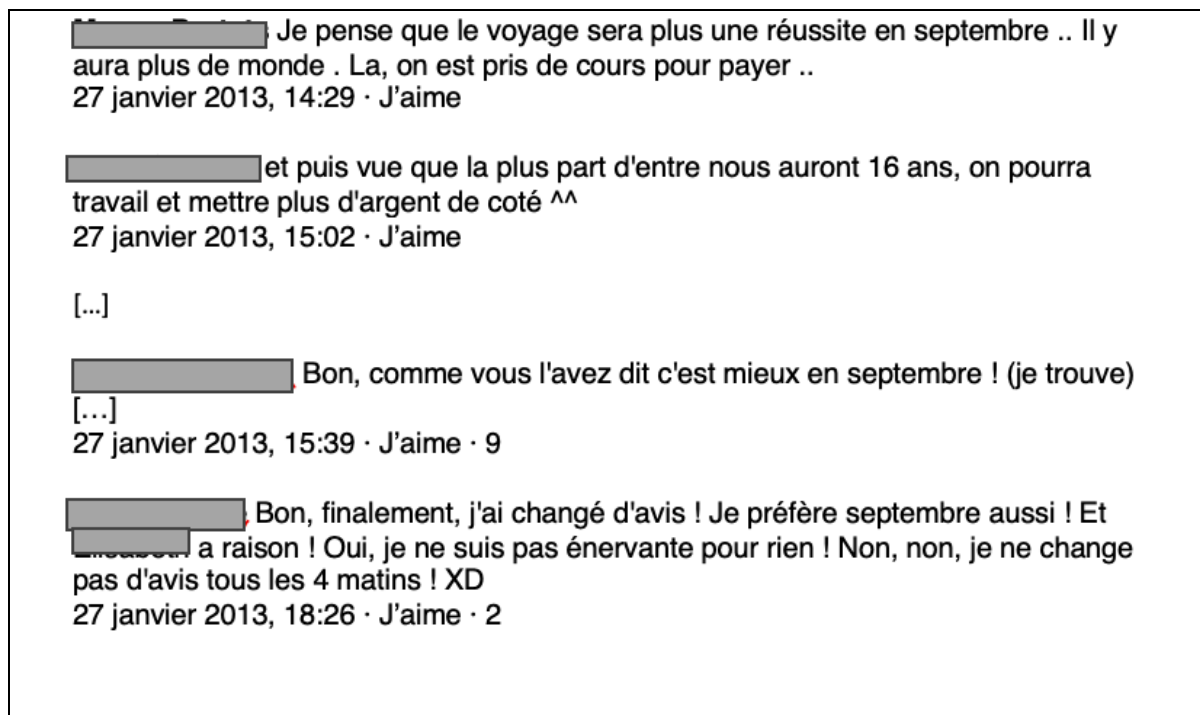 Je pense que le voyage sera plus une réussite en septembre .. Il y
aura plus de monde . La, on est pris de cours pour payer ..
27 janvier 2013, 14:29 · J’aime
et puis vue que la plus part d'entre nous auront 16 ans, on pourra
travail et mettre plus d'argent de coté ^^
27 janvier 2013, 15:02 · J’aime
[...]
Bon, comme vous l'avez dit c'est mieux en septembre ! (je trouve)
[…]
27 janvier 2013, 15:39 · J’aime · 9
Bon, finalement, j'ai changé d'avis ! Je préfère septembre aussi ! Et
a raison ! Oui, je ne suis pas énervante pour rien ! Non, non, je ne change
pas d'avis tous les 4 matins ! XD
27 janvier 2013, 18:26 · J’aime · 2